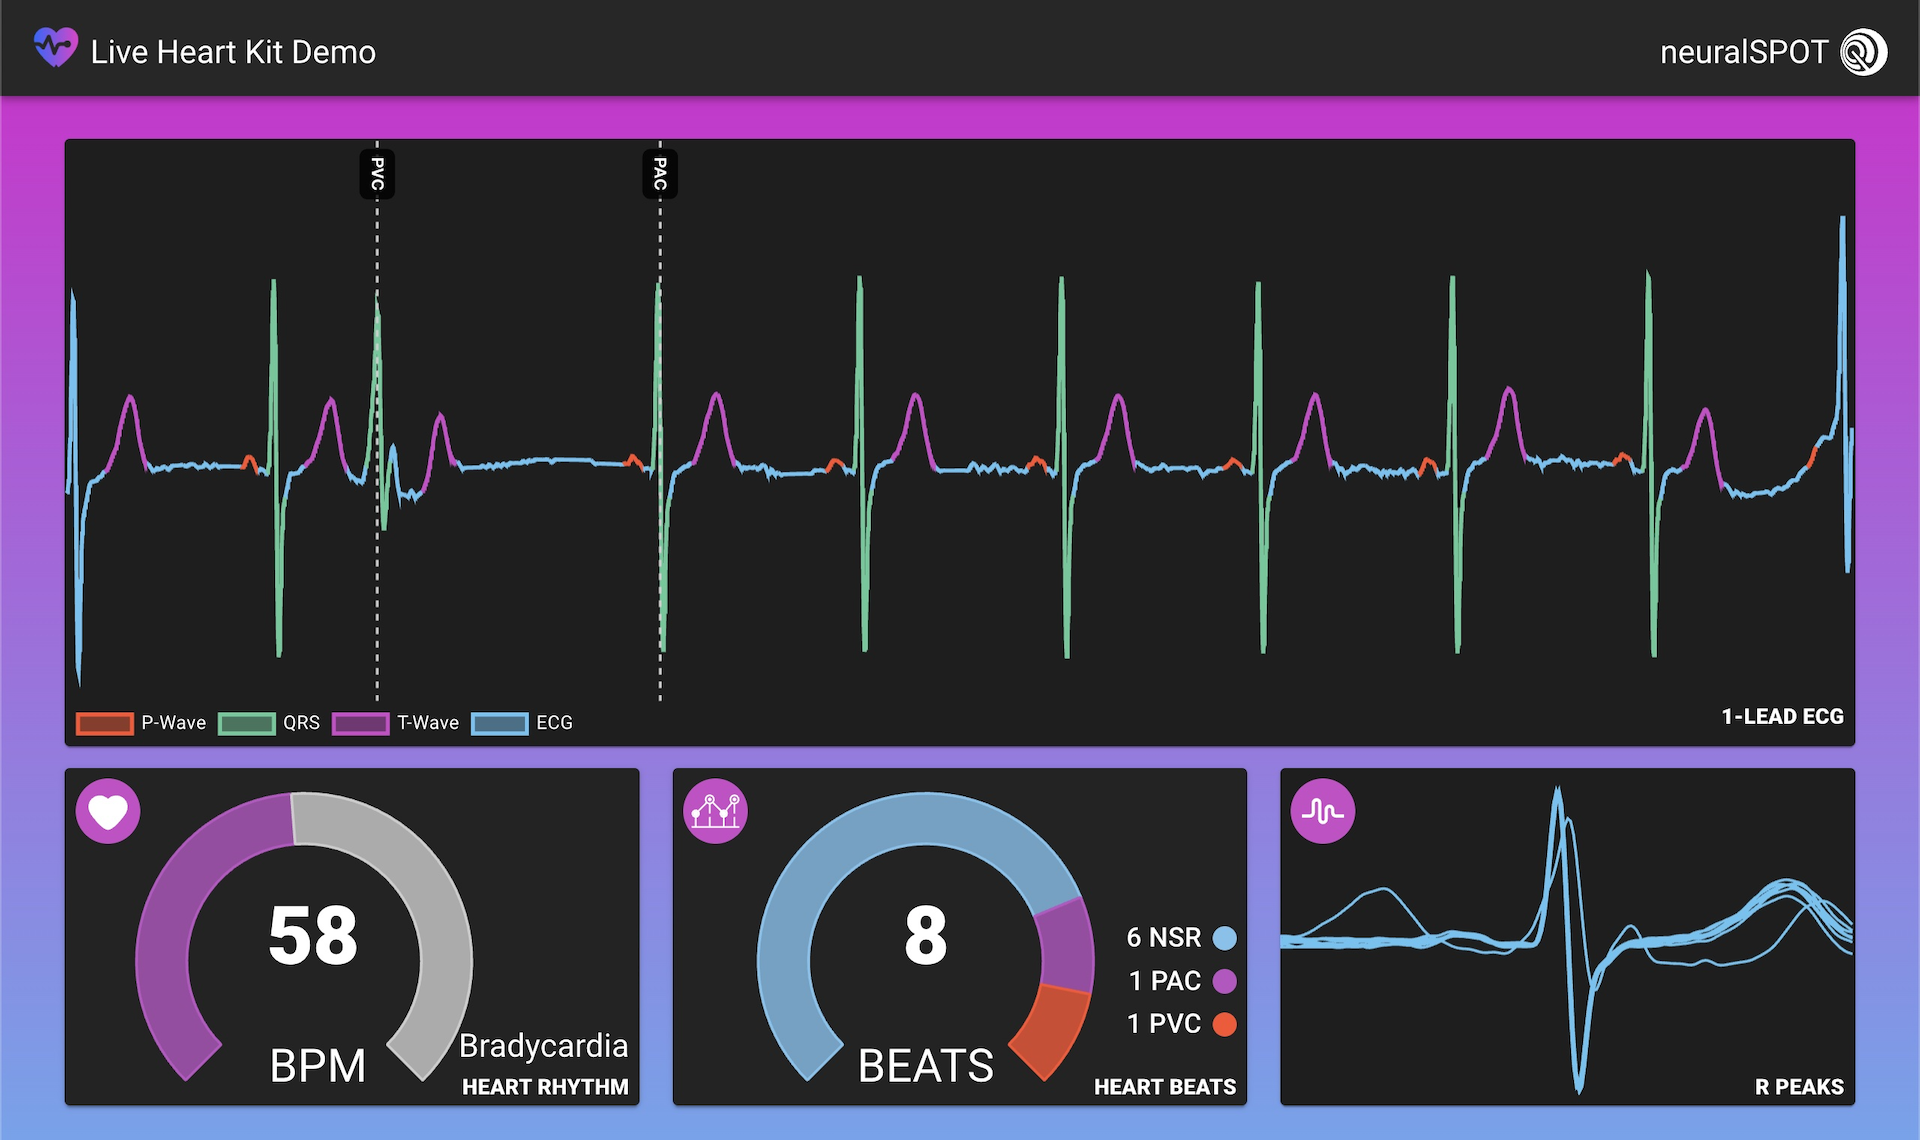 Live Heart Kit Demo
neuralSPOT
PVC
PAC
P-Wave
QRS
T-Wave
ECG
1-LEAD ECG
58
BPM
Bradycardia
HEART RHYTHM
8
BEATS
6 NSR
1 PAC
1 PVC
HEART BEATS
R PEAKS